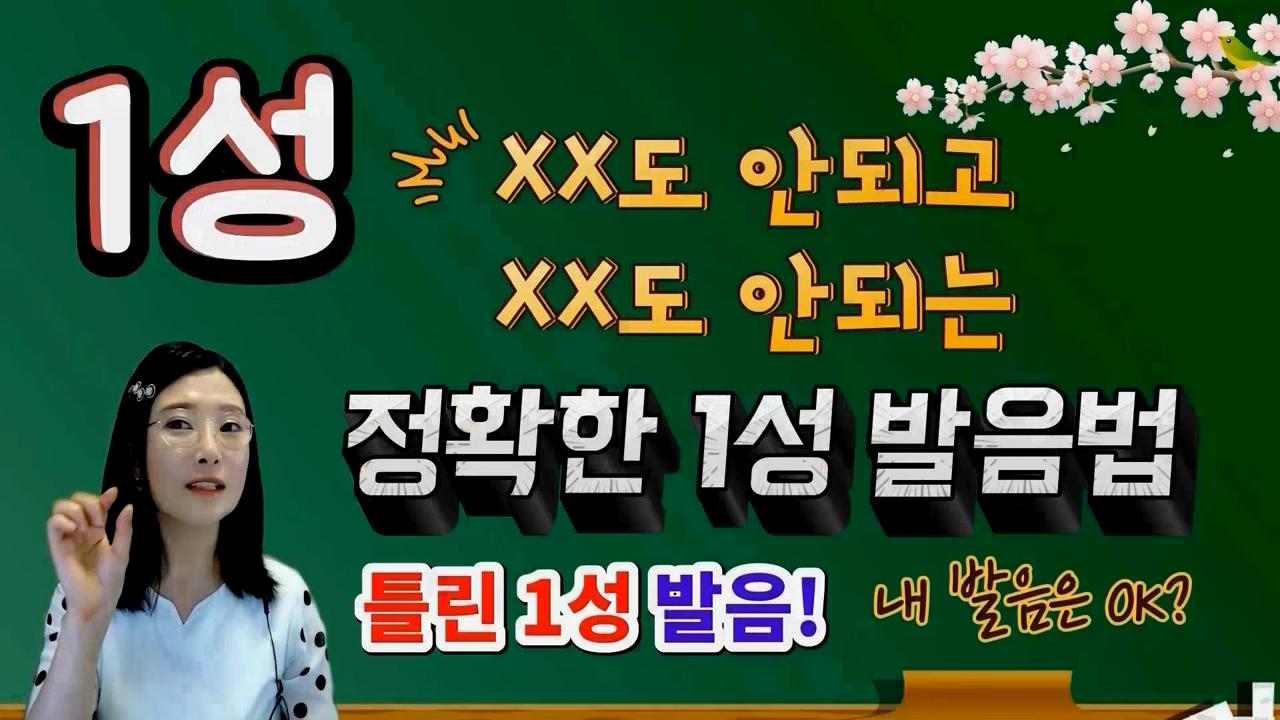 1성
XX도 안되고
XX도 안되는
정확한 1성 발음법
틀린 1성 발음!
내 발음은 OK?